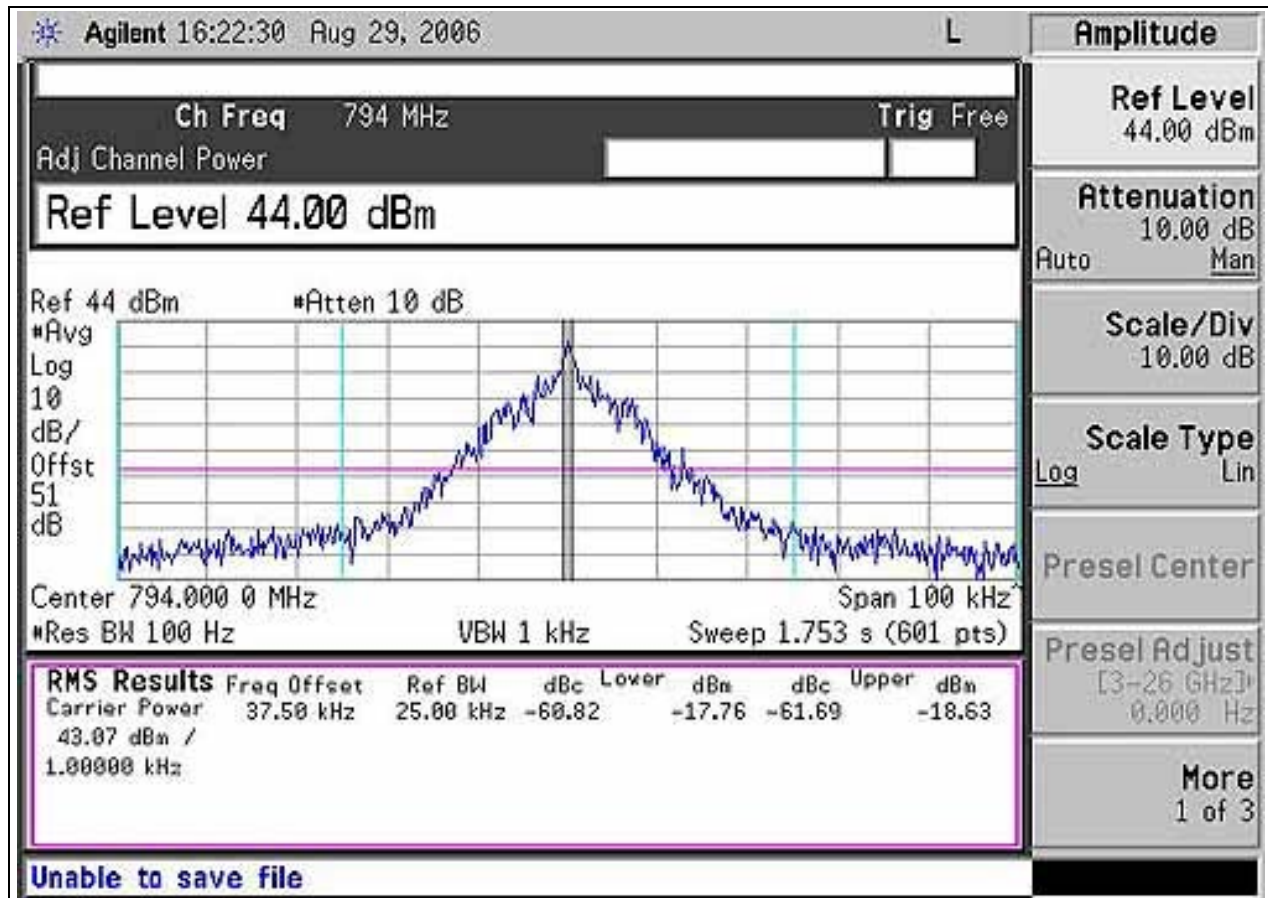 Agilent 16:22:30 Aug 29, 2006 L
Ch Freq 794 MHz Trig Free
Adj Channel Power
Ref Level 44.00 dBm
Ref 44 dBm #Atten 10 dB
#Avg
Log
10
dB/
Offst
51
dB
Center 794.000 0 MHz Span 100 kHz
#Res BW 100 Hz VBW 1 kHz Sweep 1.753 s (601 pts)
RMS Results Freq Offset Ref BW dBc Lower dBm dBc Upper dBm
Carrier Power 37.50 kHz 25.00 kHz -60.82 -17.76 -61.69 -18.63
43.07 dBm /
1.00000 kHz
Unable to save file
Amplitude
Ref Level
44.00 dBm
Attenuation
10.00 dB
Auto Man
Scale/Div
10.00 dB
Scale Type
Log Lin
Presel Center
Presel Adjust
[3-26 GHz]
0.000 Hz
More
1 of 3